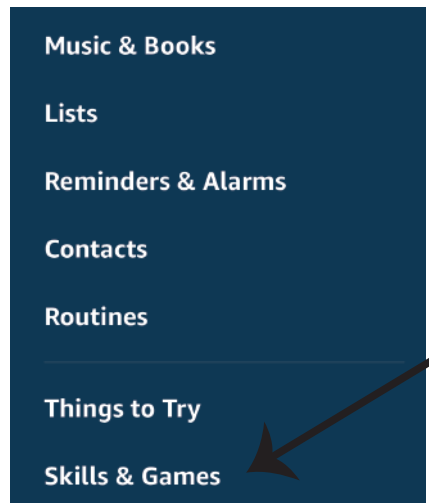 Music & Books
Lists
Reminders & Alarms
Contacts
Routines
Things to Try
Skills & Games